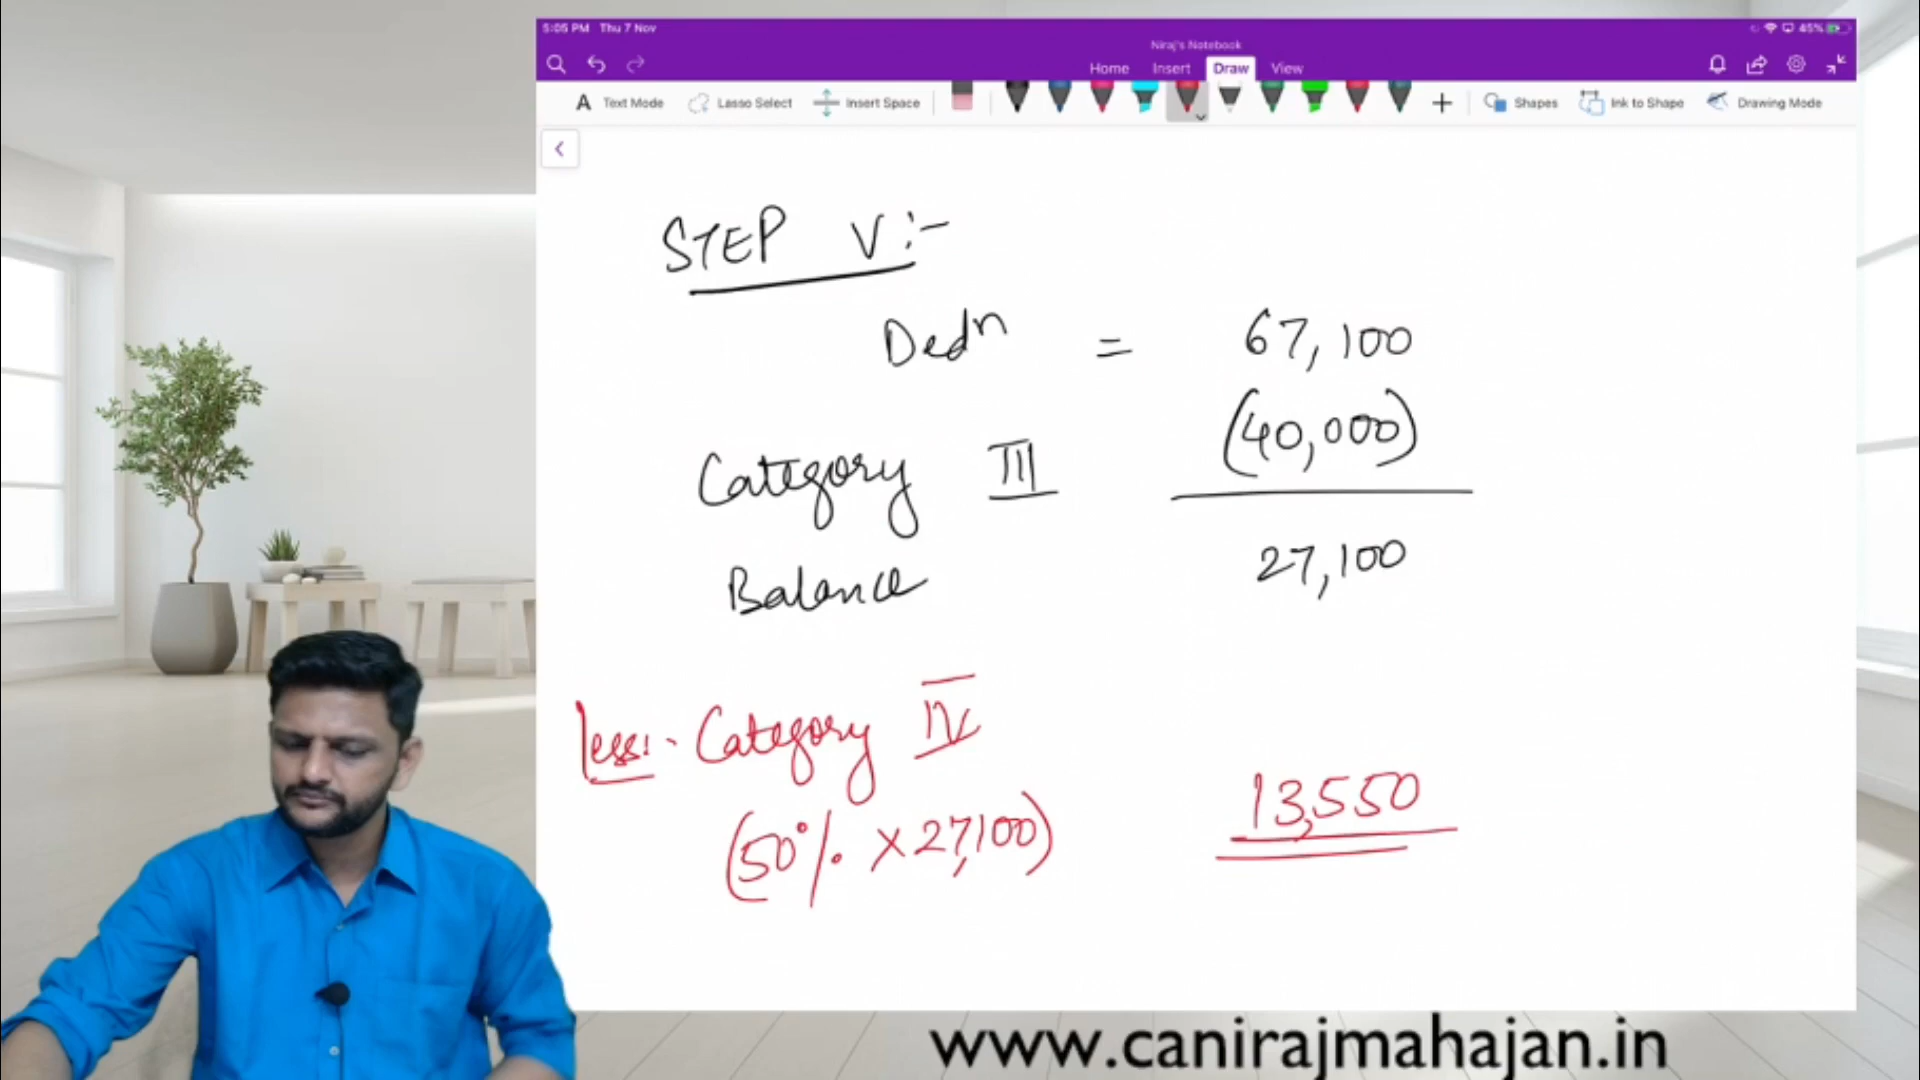 5:05 PM Thu 7 Nov
45%
Niraj's Notebook
Home Insert Draw View
A Text Mode Lasso Select Insert Space Shapes Ink to Shape Drawing Mode
STEP V:-
Dedn = 67,100
Category III (40,000)
Balance 27,100
less:- Category IV
(50% × 27,100) 13,550
www.canirajmahajan.in